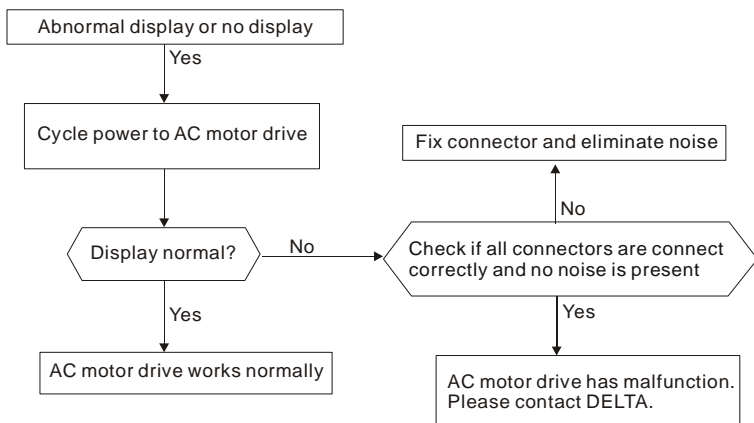 Abnormal display or no display
Yes
Cycle power to AC motor drive
Fix connector and eliminate noise
No
Display normal?
No
Check if all connectors are connect
correctly and no noise is present
Yes
Yes
AC motor drive works normally
AC motor drive has malfunction.
Please contact DELTA.